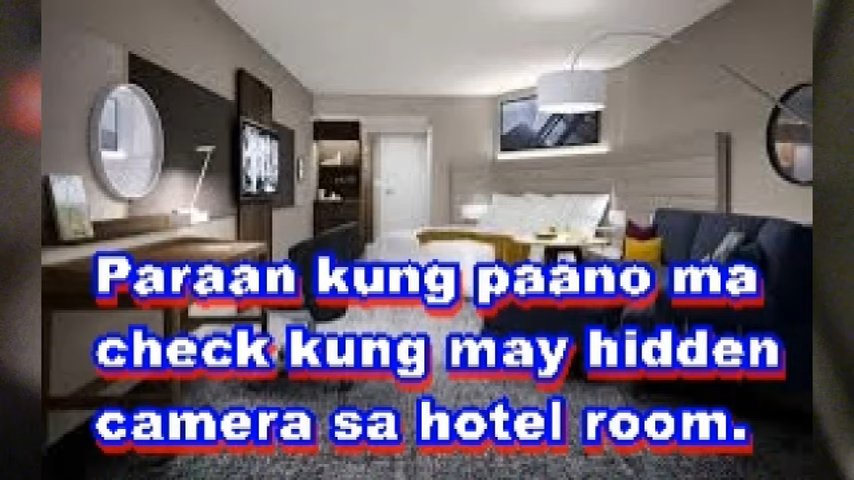 Paraan kung paano ma
check kung may hidden
camera sa hotel room.